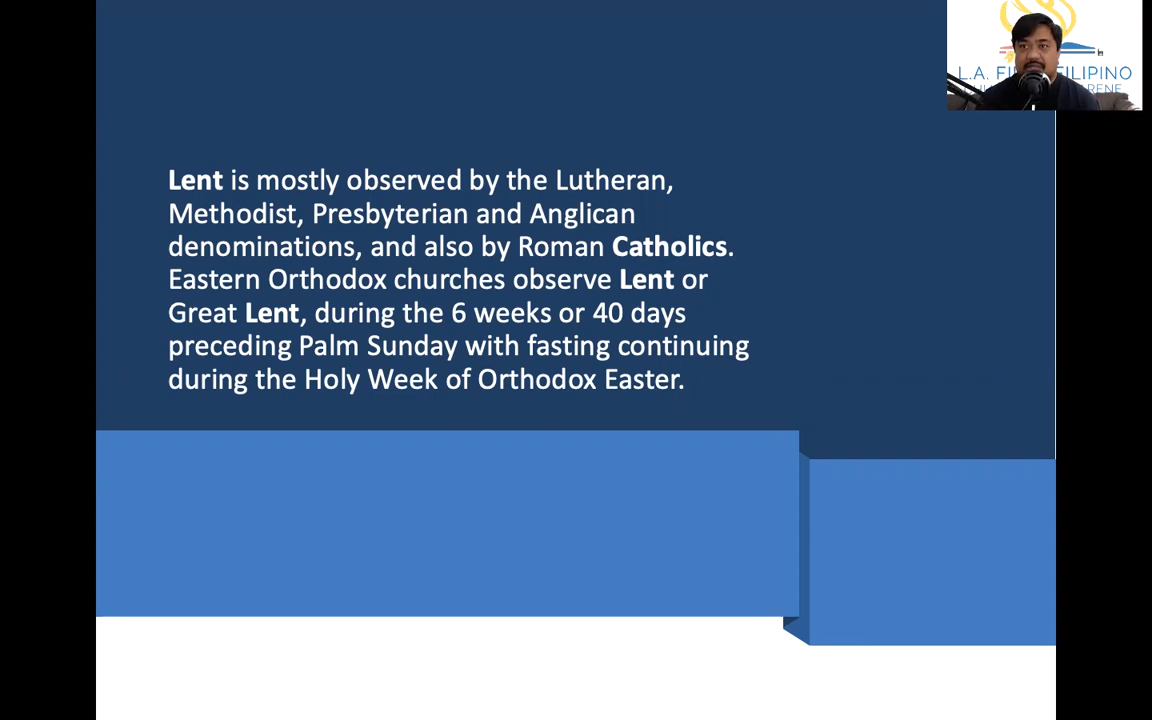 L.A. FI FILIPINO
Lent is mostly observed by the Lutheran,
Methodist, Presbyterian and Anglican
denominations, and also by Roman Catholics.
Eastern Orthodox churches observe Lent or
Great Lent, during the 6 weeks or 40 days
preceding Palm Sunday with fasting continuing
during the Holy Week of Orthodox Easter.